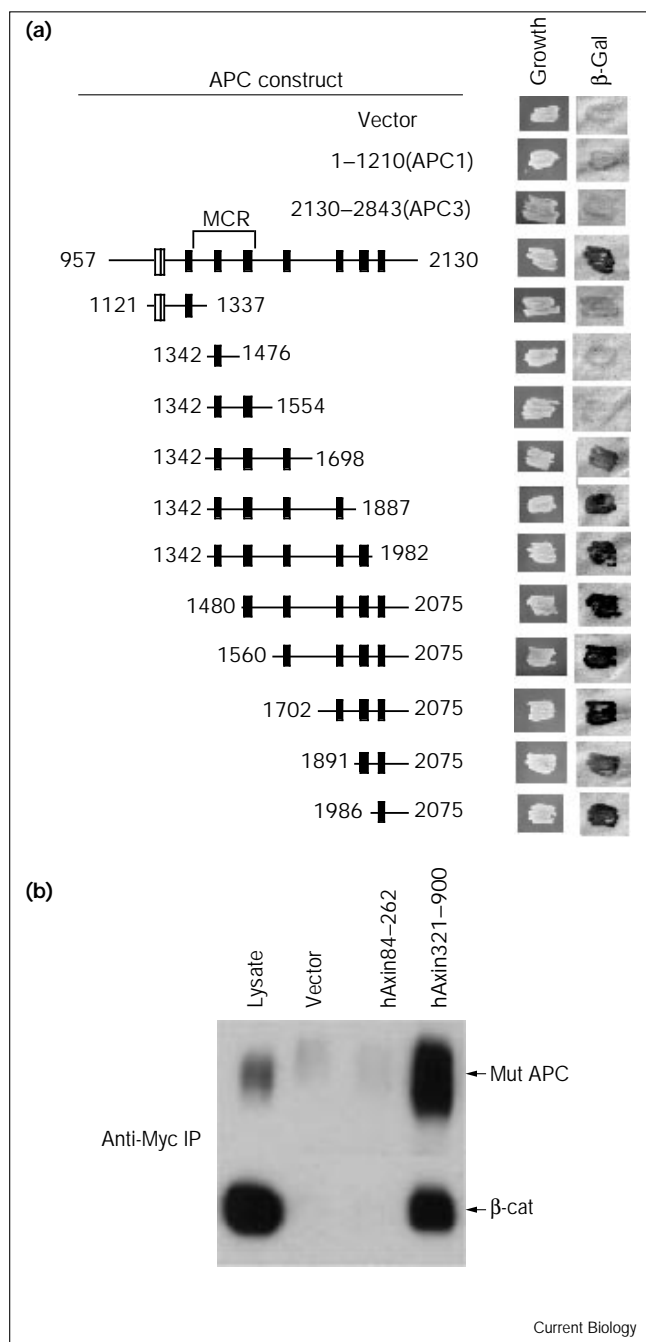 (a)
APC construct
Growth
β-Gal
Vector
1–1210(APC1)
2130–2843(APC3)
MCR
957 2130
1121 1337
1342 1476
1342 1554
1342 1698
1342 1887
1342 1982
1480 2075
1560 2075
1702 2075
1891 2075
1986 2075
(b)
Lysate
Vector
hAxin84–262
hAxin321–900
Mut APC
Anti-Myc IP
β-cat
Current Biology